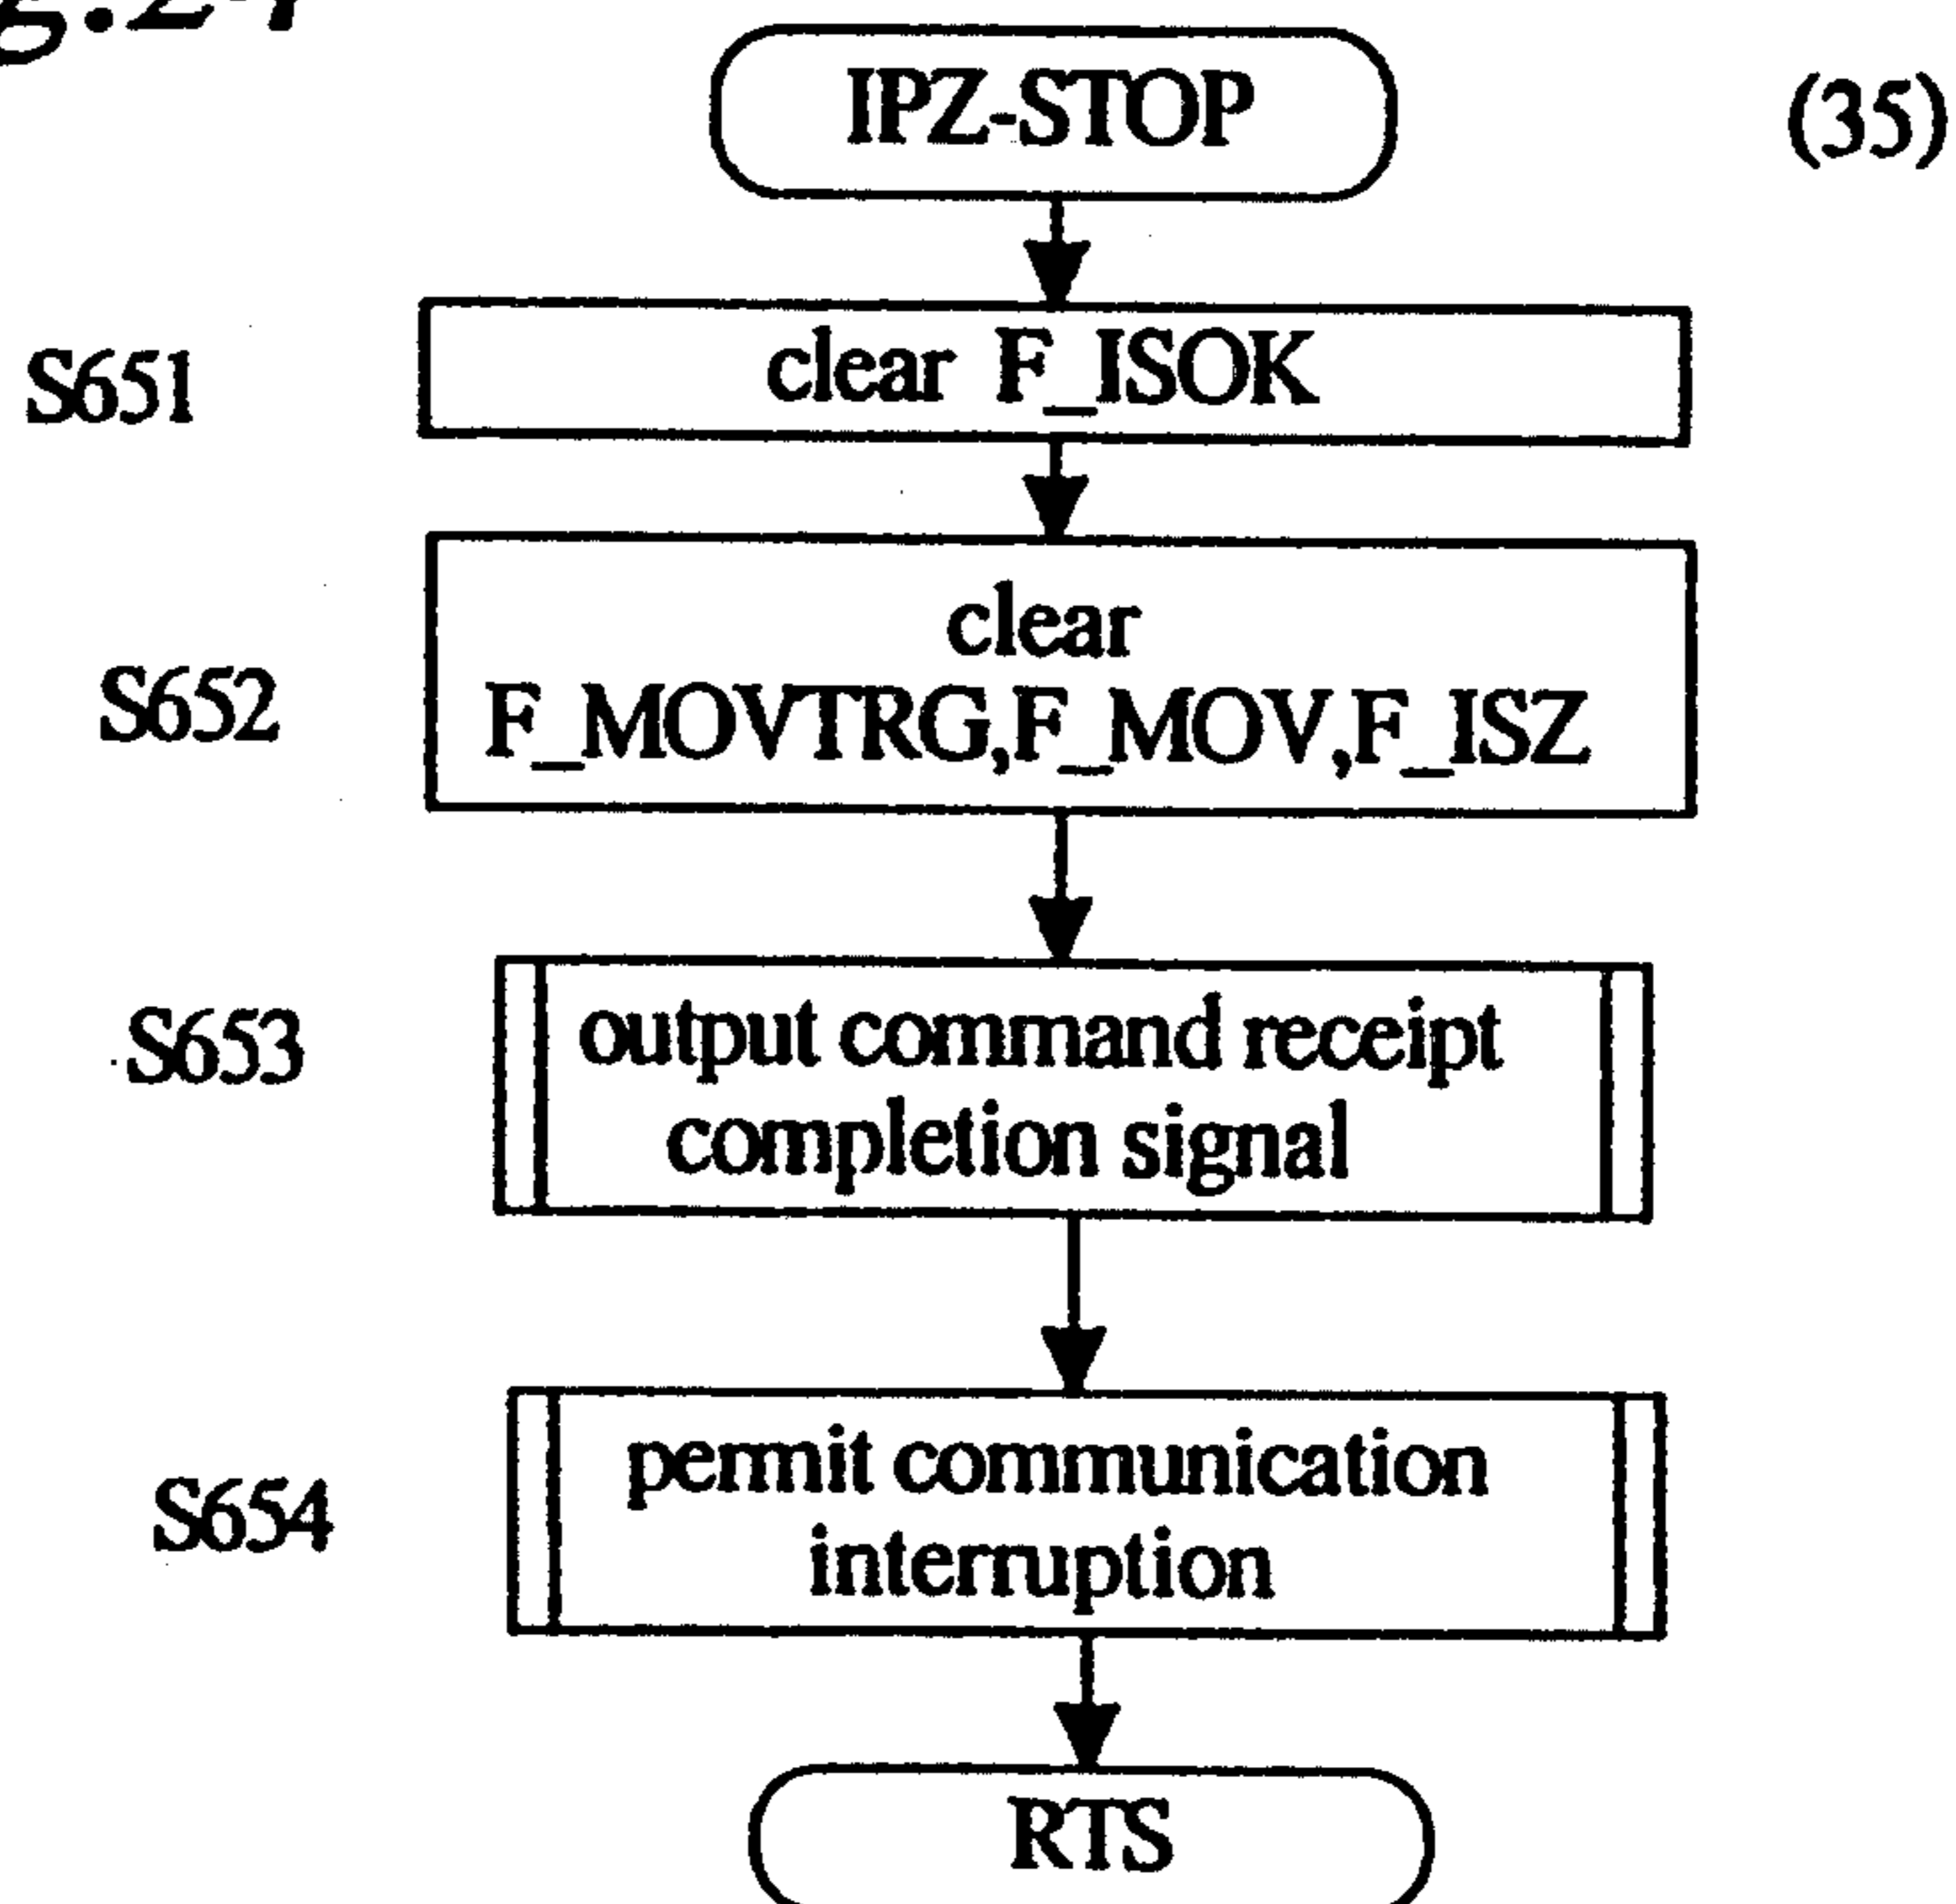 IPZ-STOP
(35)
S651
clear F_ISOK
S652
clear
F_MOVTRG,F_MOV,F_ISZ
S653
output command receipt
completion signal
S654
permit communication
interruption
RTS